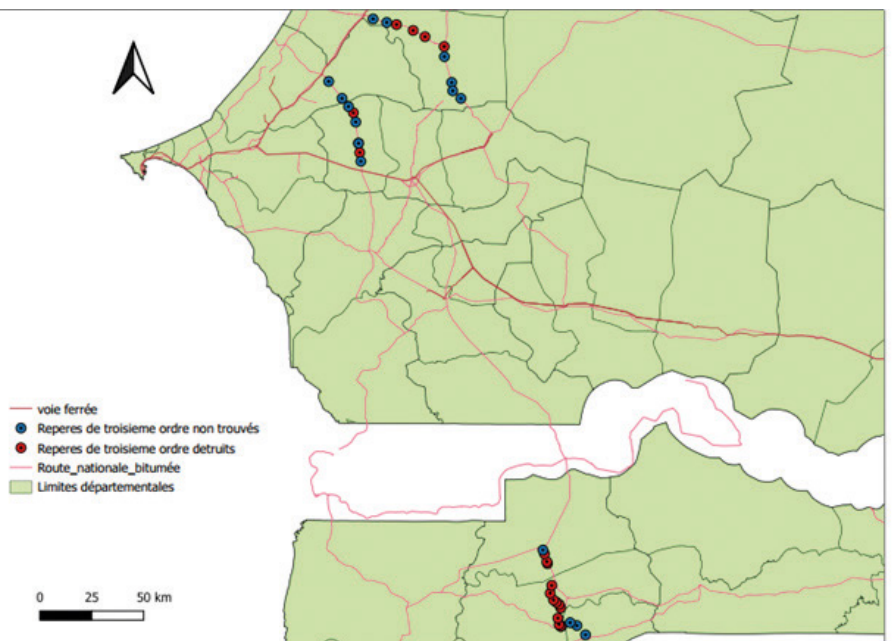 voie ferrée
Reperes de troisieme ordre non trouvés
Reperes de troisieme ordre detruits
Route_nationale_bitumée
Limites départementales
0 25 50 km